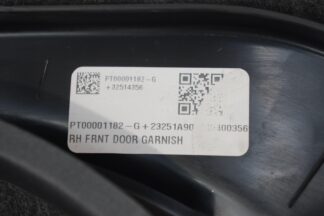 PT00001182-G
+32514356
PT00001182-G+23251A90
RH FRNT DOOR GARNISH